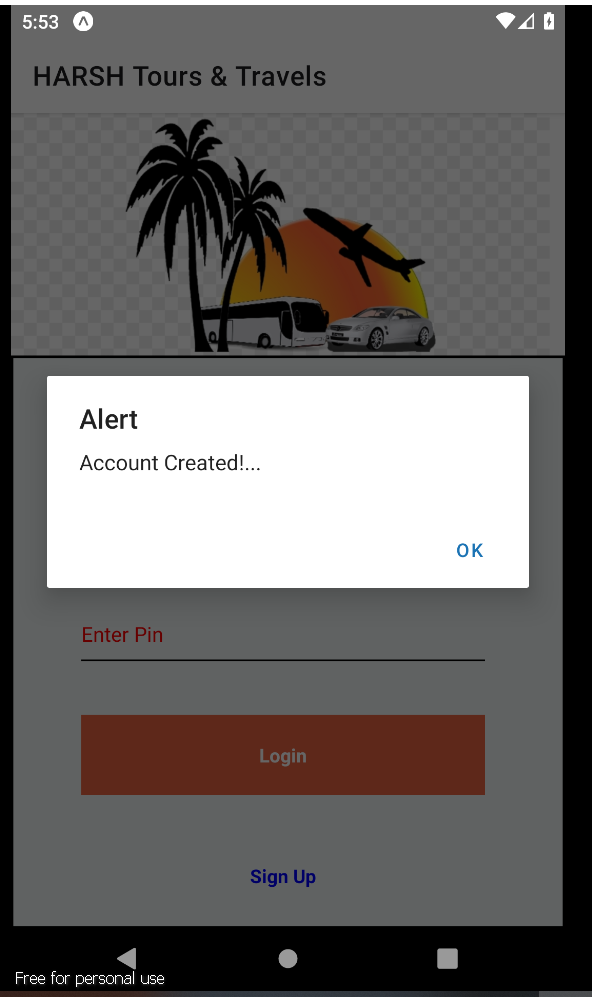 5:53
HARSH Tours & Travels
Alert
Account Created!...
OK
Enter Pin
Login
Sign Up
Free for personal use